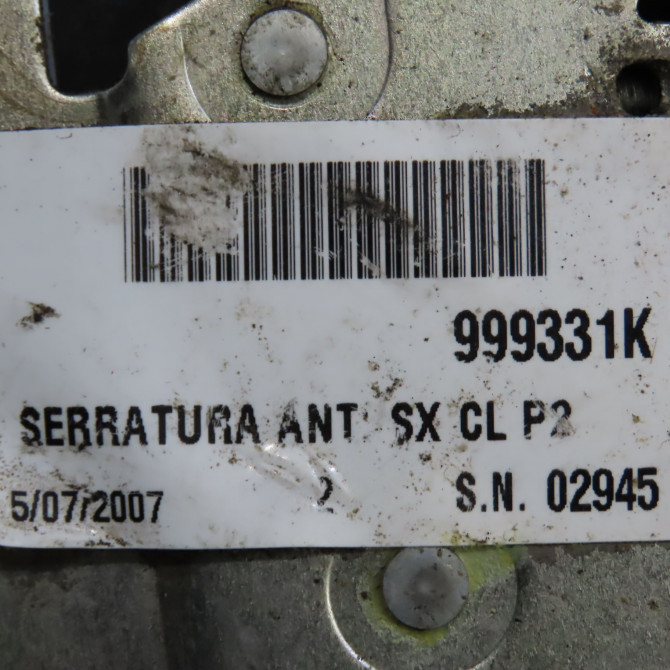 999331K
SERRATURA ANT. SX CL P2
5/07/2007 2 S.N. 02945